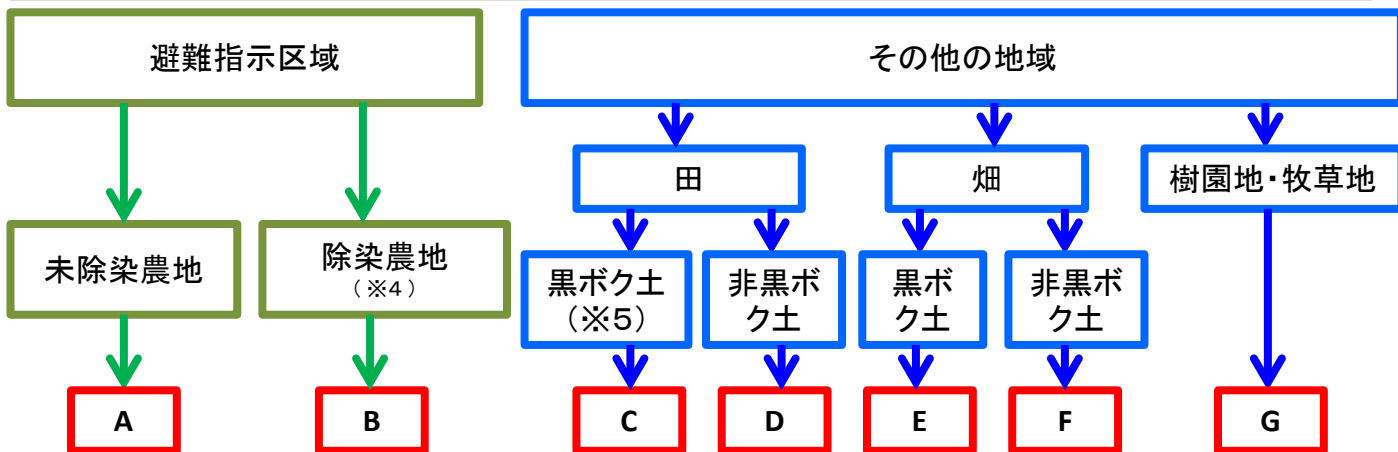 避難指示区域
その他の地域
田
畑
樹園地・牧草地
未除染農地
除染農地
（※4）
黒ボク土
（※5）
非黒ボ
ク土
黒ボ
ク土
非黒ボ
ク土
A
B
C
D
E
F
G